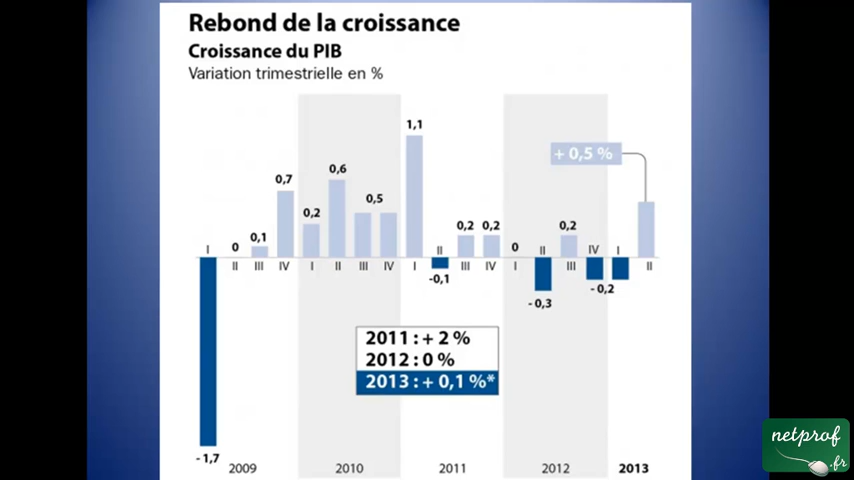 Rebond de la croissance
Croissance du PIB
Variation trimestrielle en %
1,1
+ 0,5 %
0,7
0,6
0,5
0,2
0,1
0
0,2
0,2
0
0,2
I
II
III
IV
I
II
III
IV
I
II
III
IV
I
II
III
IV
I
II
-0,1
- 0,3
- 0,2
2011 : + 2 %
2012 : 0 %
2013 : + 0,1 %*
- 1,7
2009
2010
2011
2012
2013
netprof
.fr